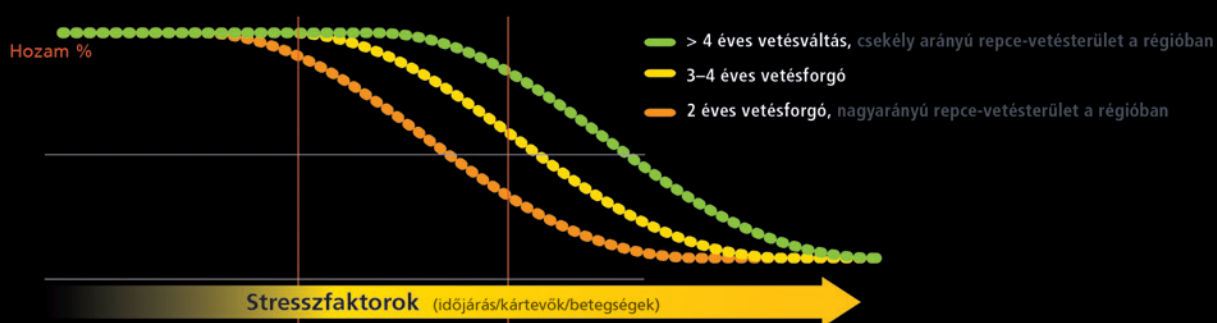 Hozam %
> 4 éves vetésváltás, csekély arányú repce-vetésterület a régióban
3–4 éves vetésforgó
2 éves vetésforgó, nagyarányú repce-vetésterület a régióban
Stresszfaktorok (időjárás/kártevők/betegségek)